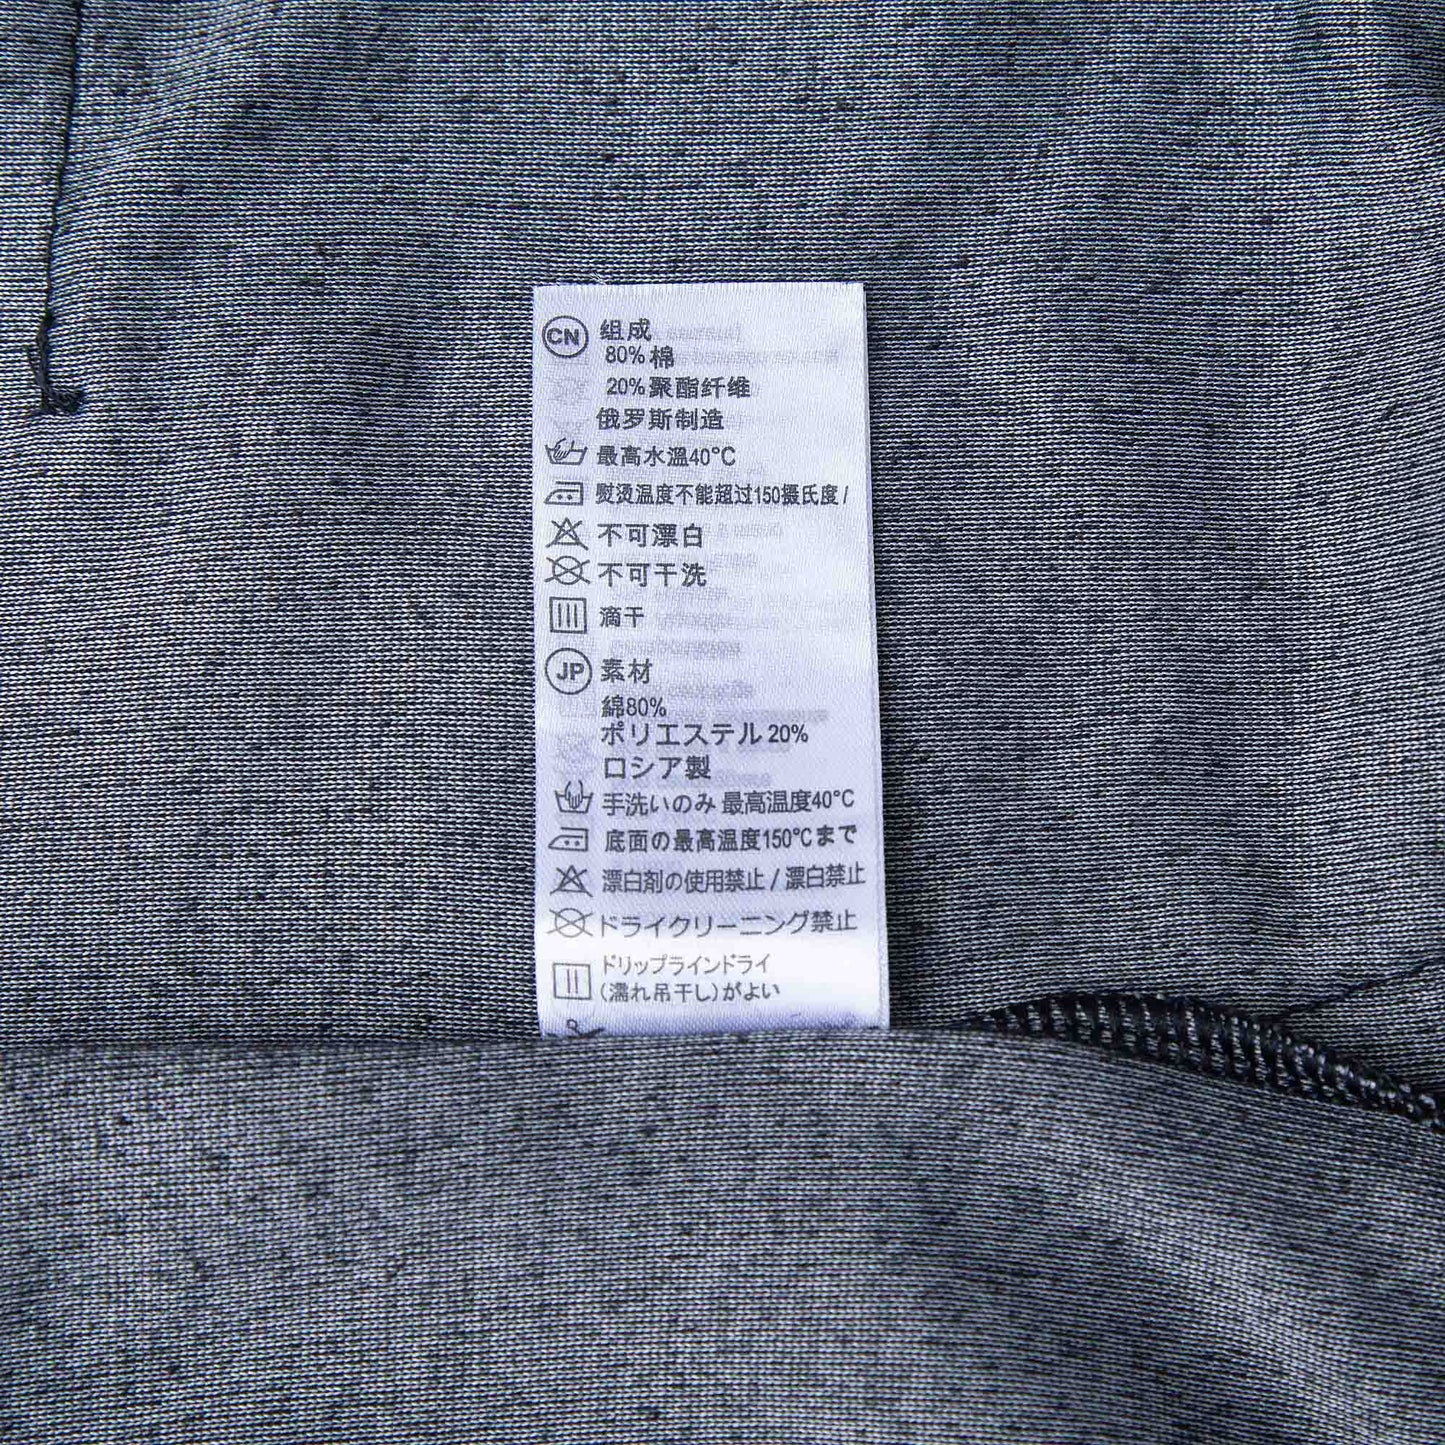 CN 组成
80% 棉
20% 聚酯纤维
俄罗斯制造
最高水温40°C
熨烫温度不能超过150摄氏度 /
不可漂白
不可干洗
滴干
JP 素材
綿80%
ポリエステル 20%
ロシア製
手洗いのみ 最高温度40°C
底面の最高温度150°Cまで
漂白剤の使用禁止 / 漂白禁止
ドライクリーニング禁止
ドリップラインドライ
(濡れ吊干し)がよい